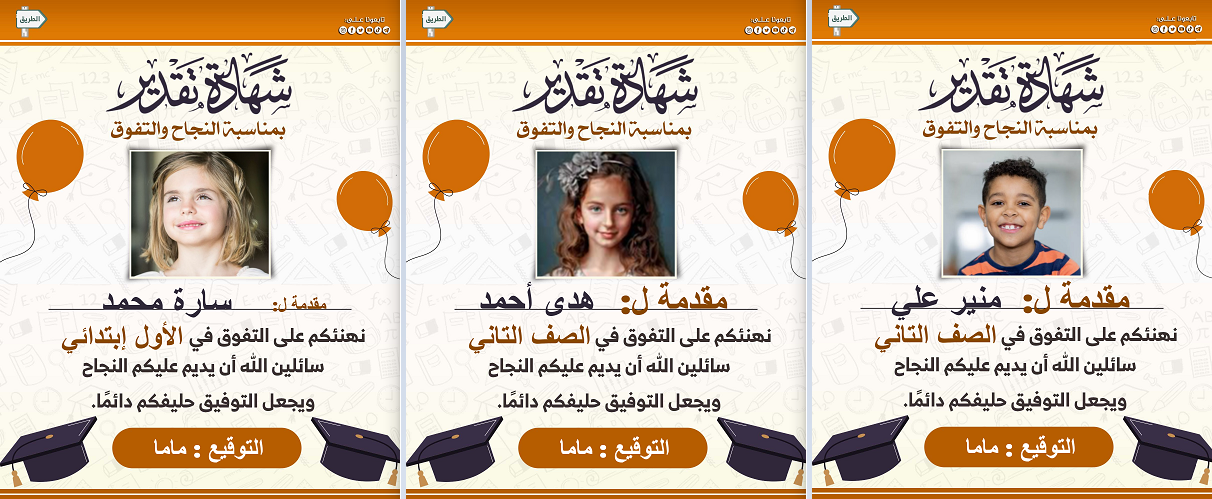 الطريق
تابعونا على:
شهادة تقدير
بمناسبة النجاح والتفوق
مقدمة ل: سارة محمد
نهنئكم على التفوق في الأول إبتدائي
سائلين الله أن يديم عليكم النجاح
ويجعل التوفيق حليفكم دائمًا.
التوقيع : ماما
الطريق
تابعونا على:
شهادة تقدير
بمناسبة النجاح والتفوق
مقدمة ل: هدى أحمد
نهنئكم على التفوق في الصف التاني
سائلين الله أن يديم عليكم النجاح
ويجعل التوفيق حليفكم دائمًا.
التوقيع : ماما
الطريق
تابعونا على:
شهادة تقدير
بمناسبة النجاح والتفوق
مقدمة ل: منير علي
نهنئكم على التفوق في الصف التاني
سائلين الله أن يديم عليكم النجاح
ويجعل التوفيق حليفكم دائمًا.
التوقيع : ماما